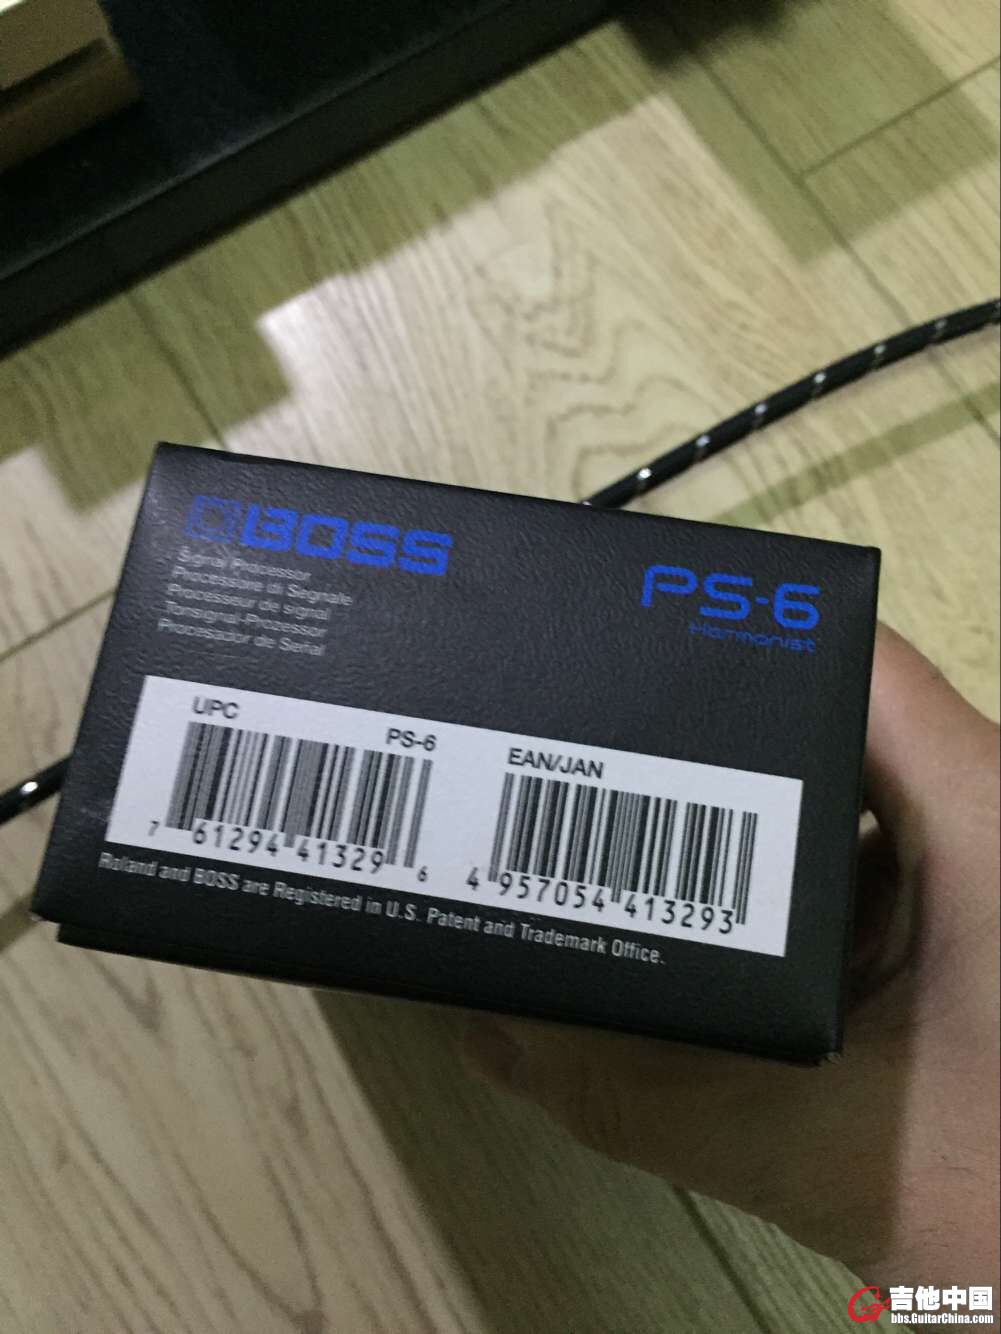 BOSS
Signal Processor
Processore di Segnale
Processeur de signal
Tonsignal-Prozessor
Procesador de Señal
PS-6
Harmonist
UPC
PS-6
7 61294 41329 6
EAN/JAN
4 957054 413293
Roland and BOSS are Registered in U.S. Patent and Trademark Office.
吉他中国
bbs.GuitarChina.com